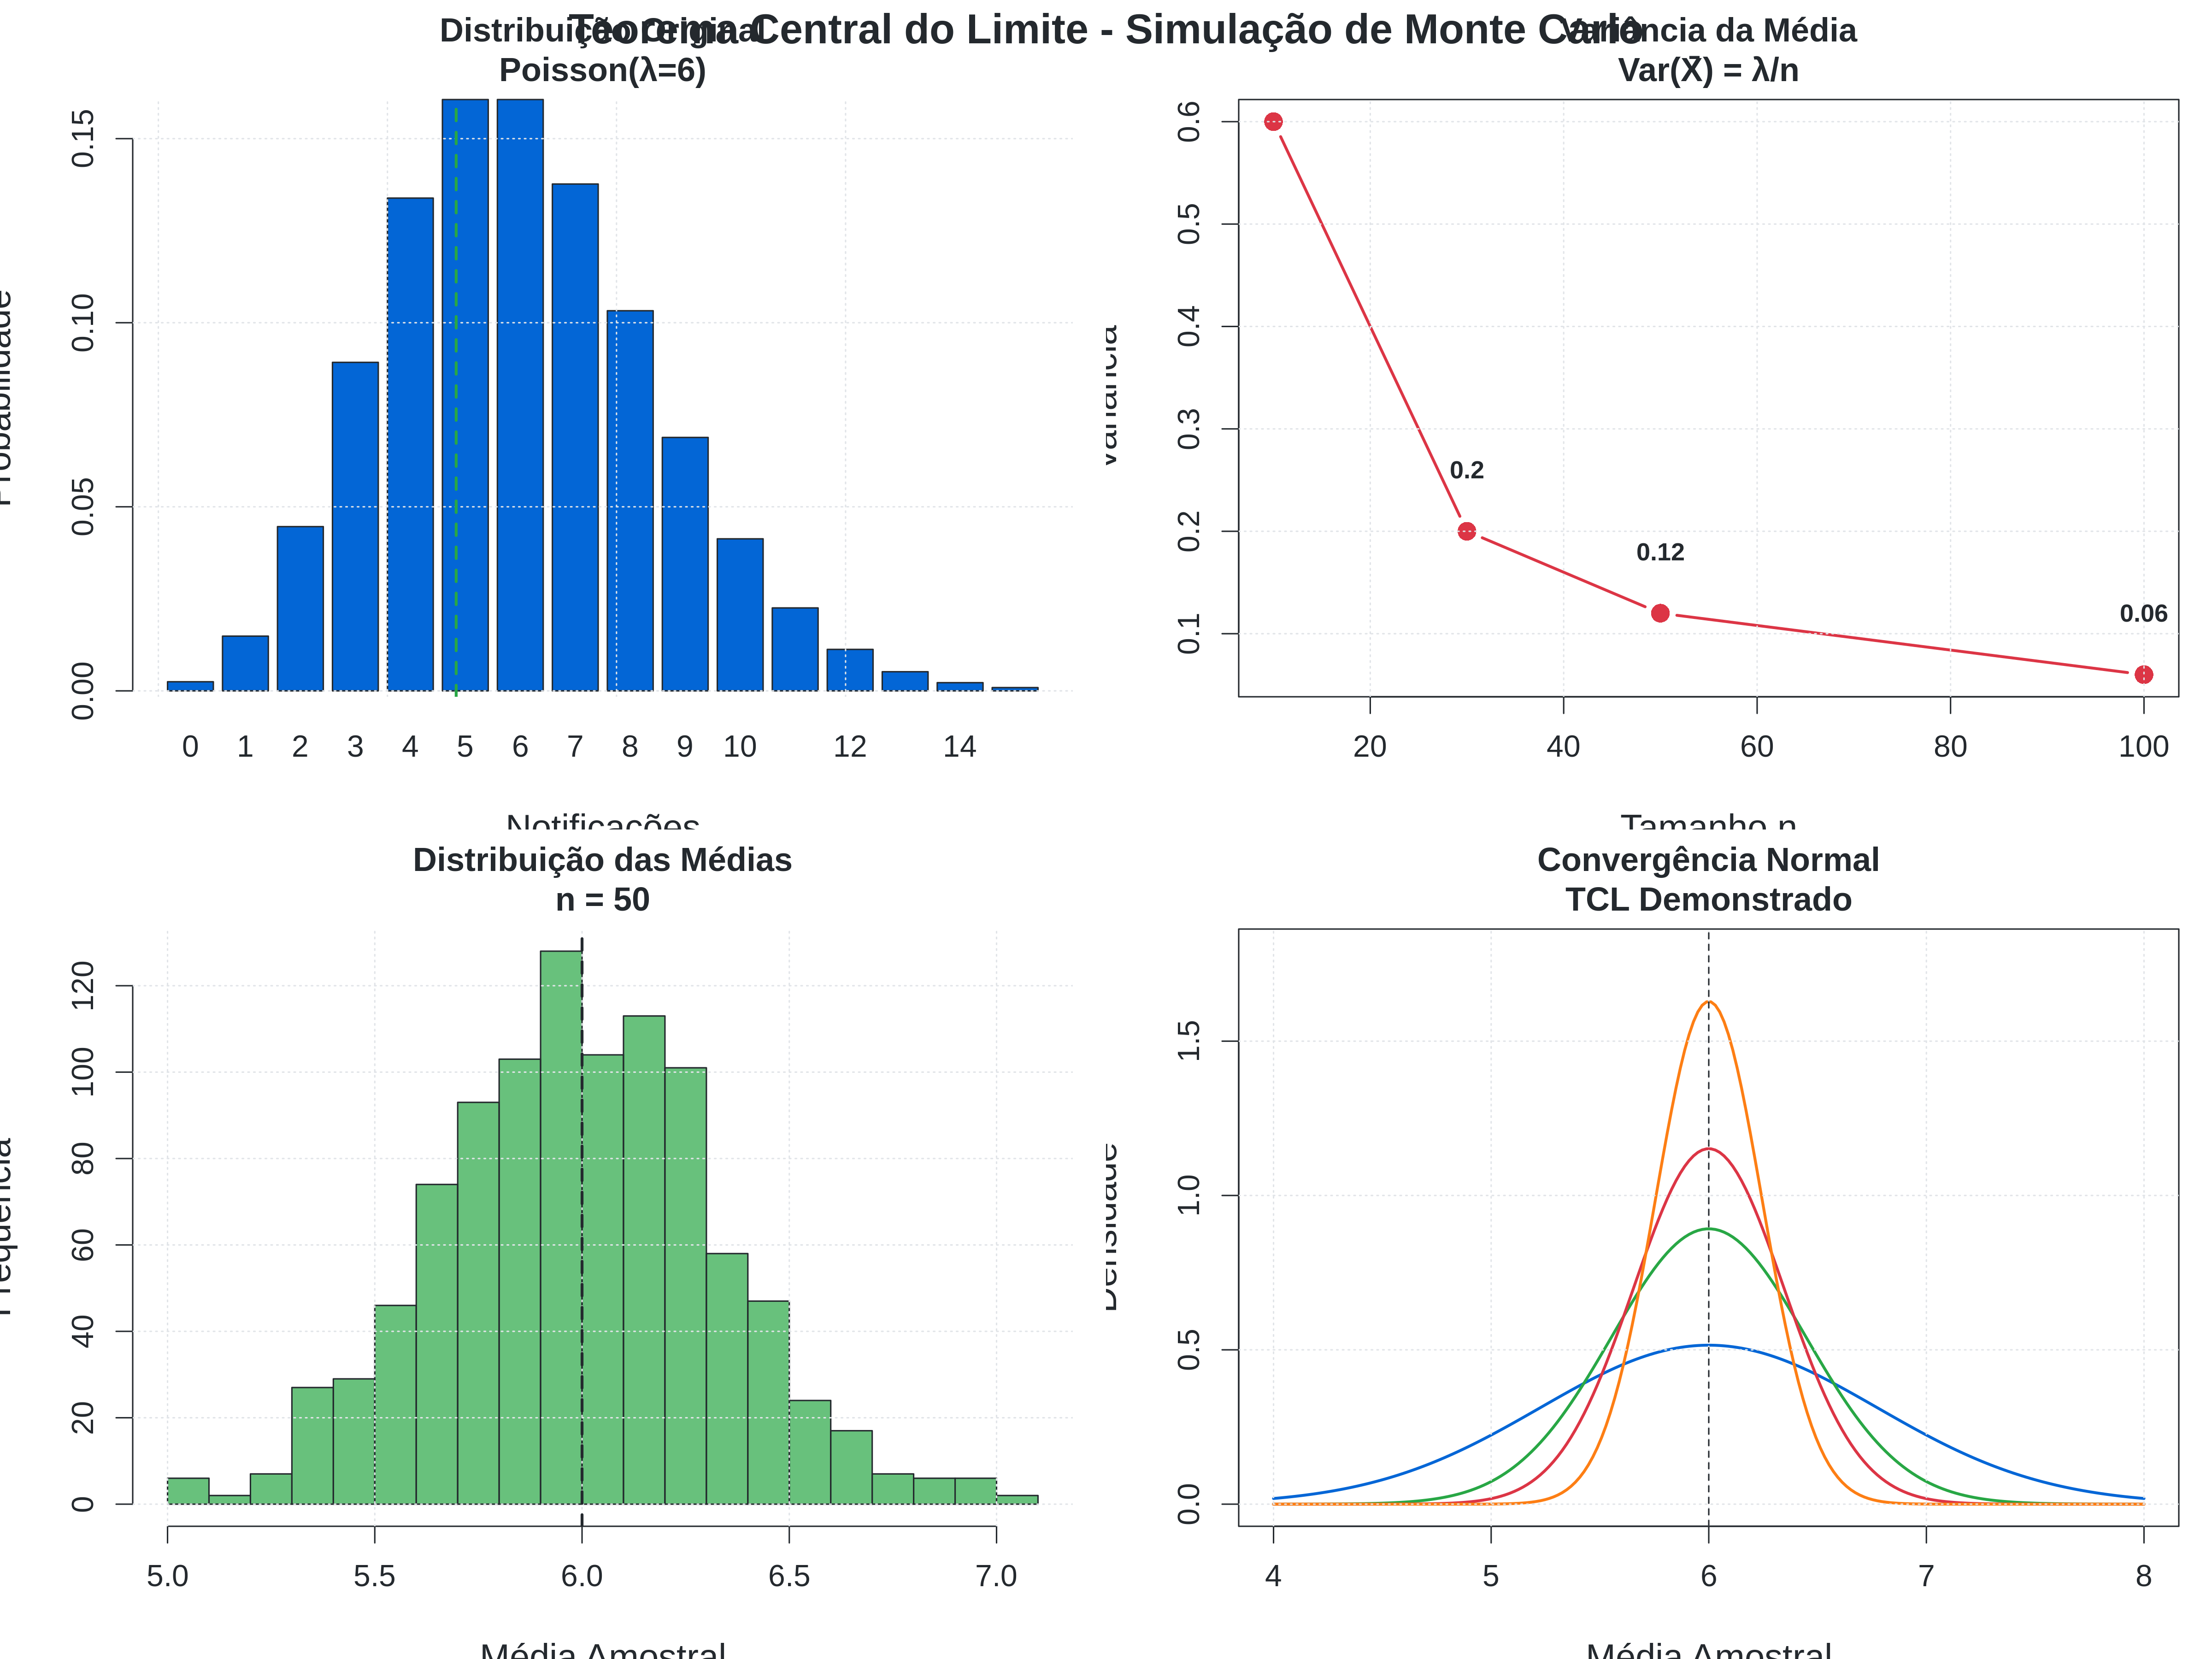 Teorema Central do Limite - Simulação de Monte Carlo
Distribuição Original
Poisson(λ=6)
Probabilidade
0.00 0.05 0.10 0.15
0 1 2 3 4 5 6 7 8 9 10 12 14
Notificações
Variância da Média
Var(X̄) = λ/n
Variância
0.1 0.2 0.3 0.4 0.5 0.6
0.2
0.12
0.06
20 40 60 80 100
Tamanho n
Distribuição das Médias
n = 50
Frequência
0 20 40 60 80 100 120
5.0 5.5 6.0 6.5 7.0
Média Amostral
Convergência Normal
TCL Demonstrado
Densidade
0.0 0.5 1.0 1.5
4 5 6 7 8
Média Amostral